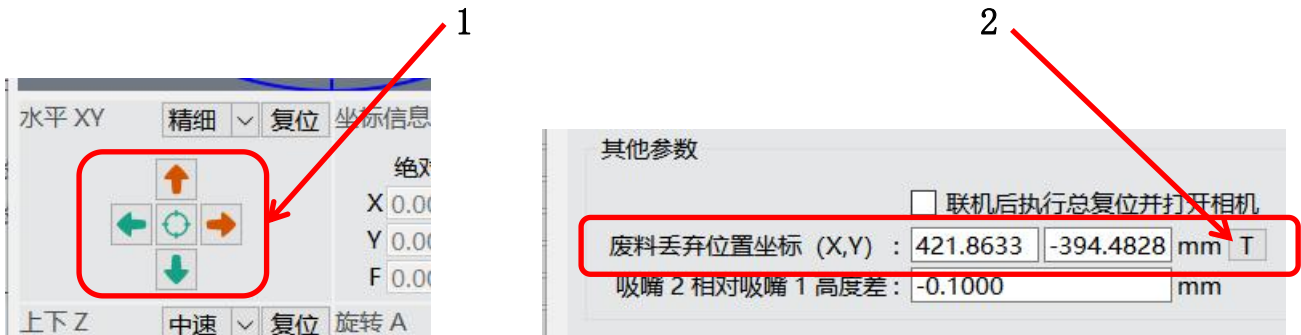 1
2
水平 XY 精细 复位 坐标信息
绝对
X 0.00
Y 0.00
F 0.00
上下 Z 中速 复位 旋转 A
其他参数
联机后执行总复位并打开相机
废料丢弃位置坐标（X,Y）: 421.8633 -394.4828 mm T
吸嘴 2 相对吸嘴 1 高度差: -0.1000 mm